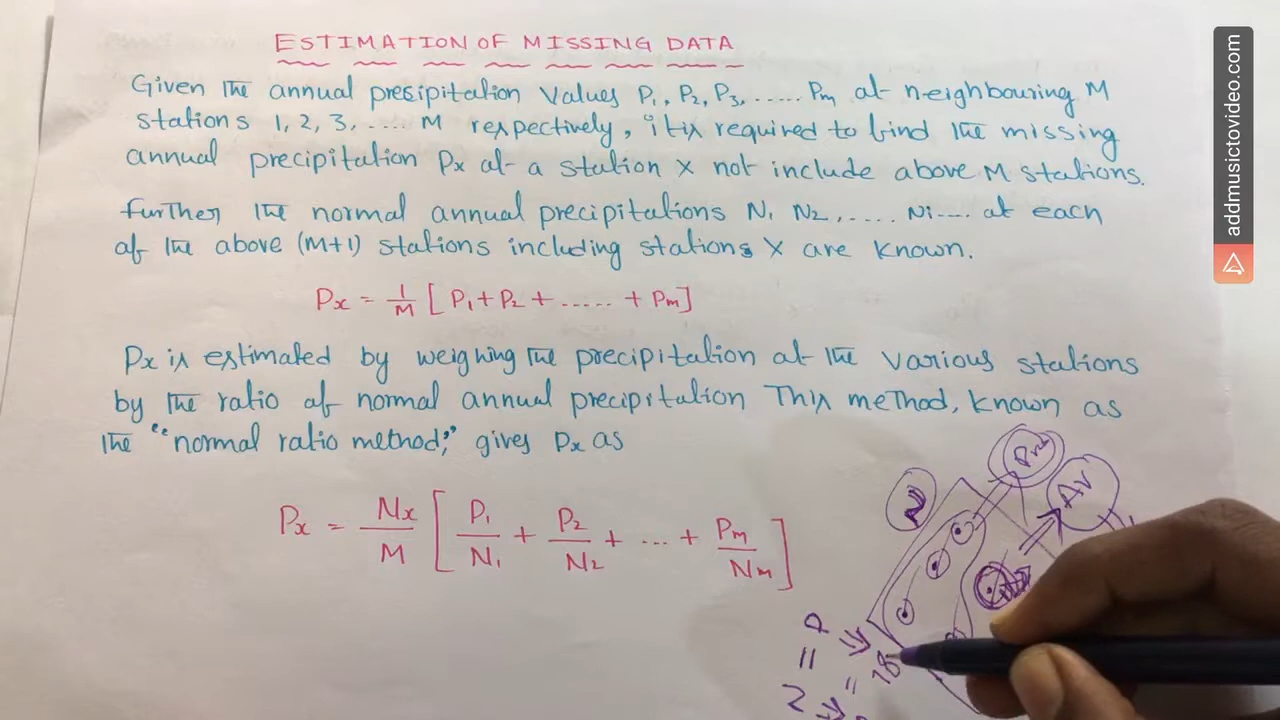 ESTIMATION OF MISSING DATA
Given the annual precipitation values P1, P2, P3, ..... Pm at neighbouring M
stations 1, 2, 3, .... M respectively, it is required to find the missing
annual precipitation Px at a station X not include above M stations.
Further the normal annual precipitations N1 N2, ..... Ni.... at each
of the above (M+1) stations including stations X are known.
Px = 1/M [ P1 + P2 + ...... + Pm]
Px is estimated by weighing the precipitation at the various stations
by the ratio of normal annual precipitation This method, known as
the "normal ratio method," gives Px as
Px = Nx/M [ P1/N1 + P2/N2 + ... + Pm/Nm ]
AV
P
= 18
addmusictovideo.com